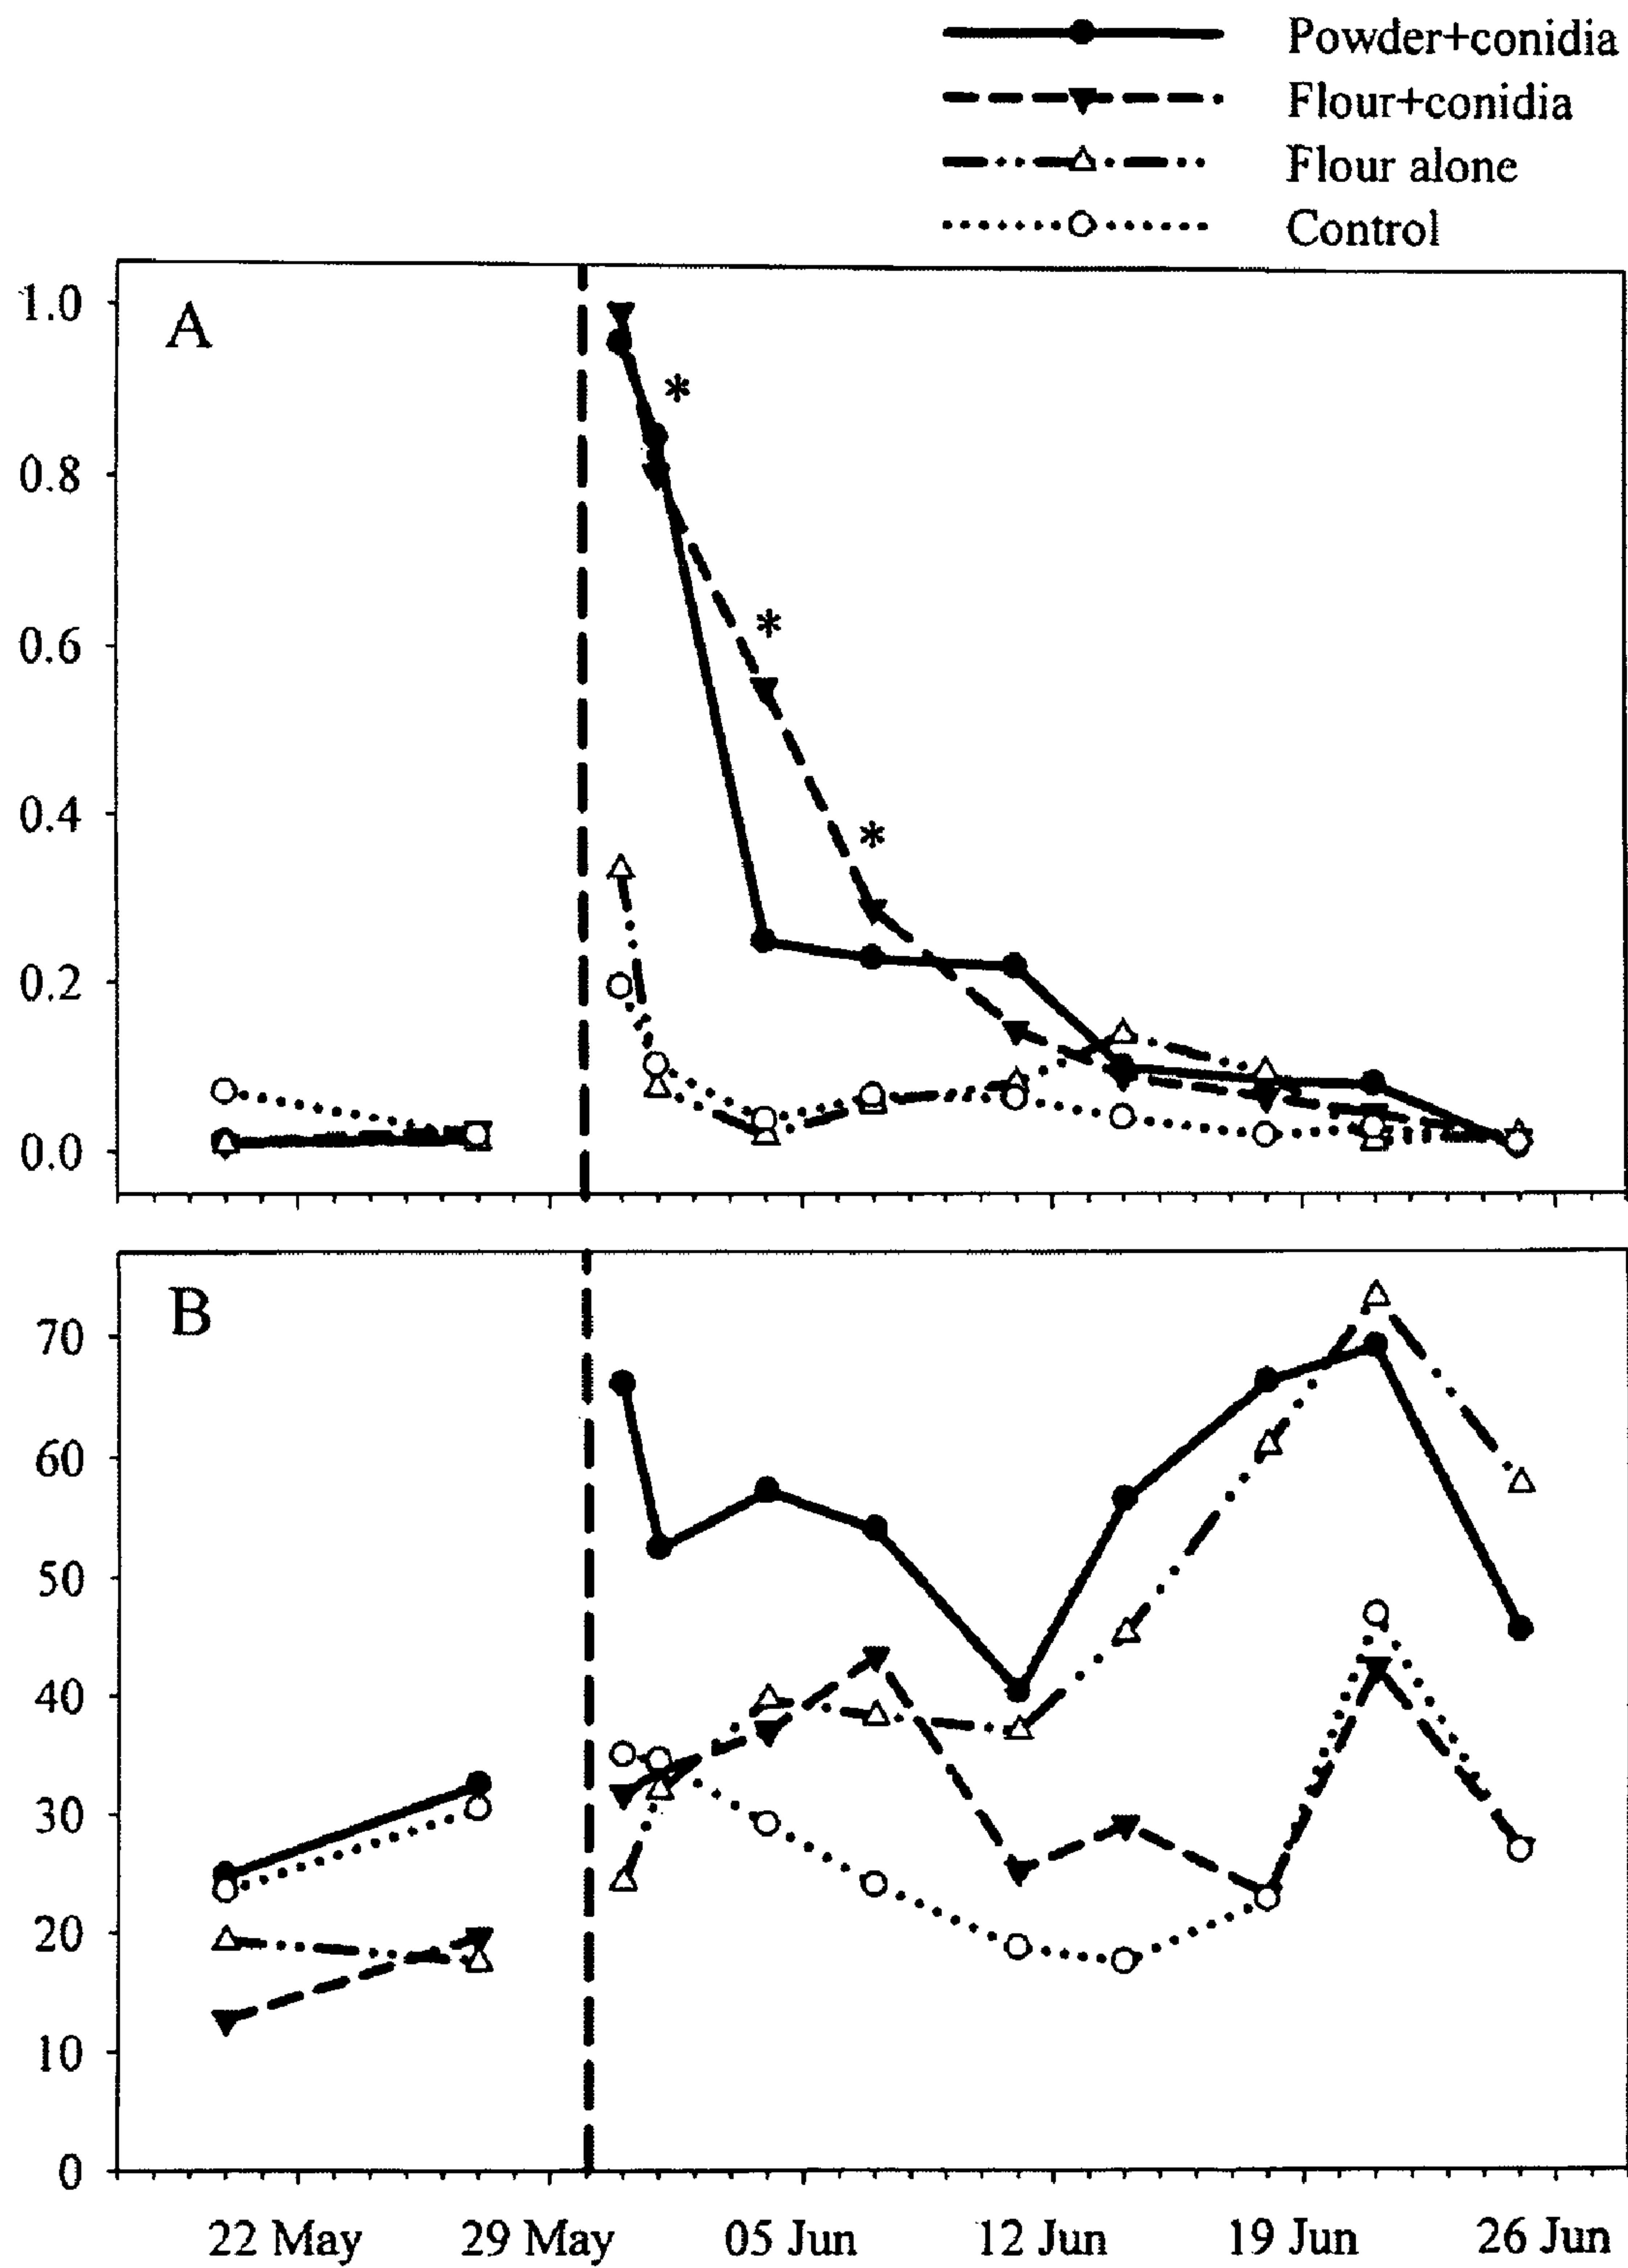 Powder+conidia
Flour+conidia
Flour alone
Control
A
1.0
0.8
0.6
0.4
0.2
0.0
*
*
*
B
70
60
50
40
30
20
10
0
22 May 29 May 05 Jun 12 Jun 19 Jun 26 Jun